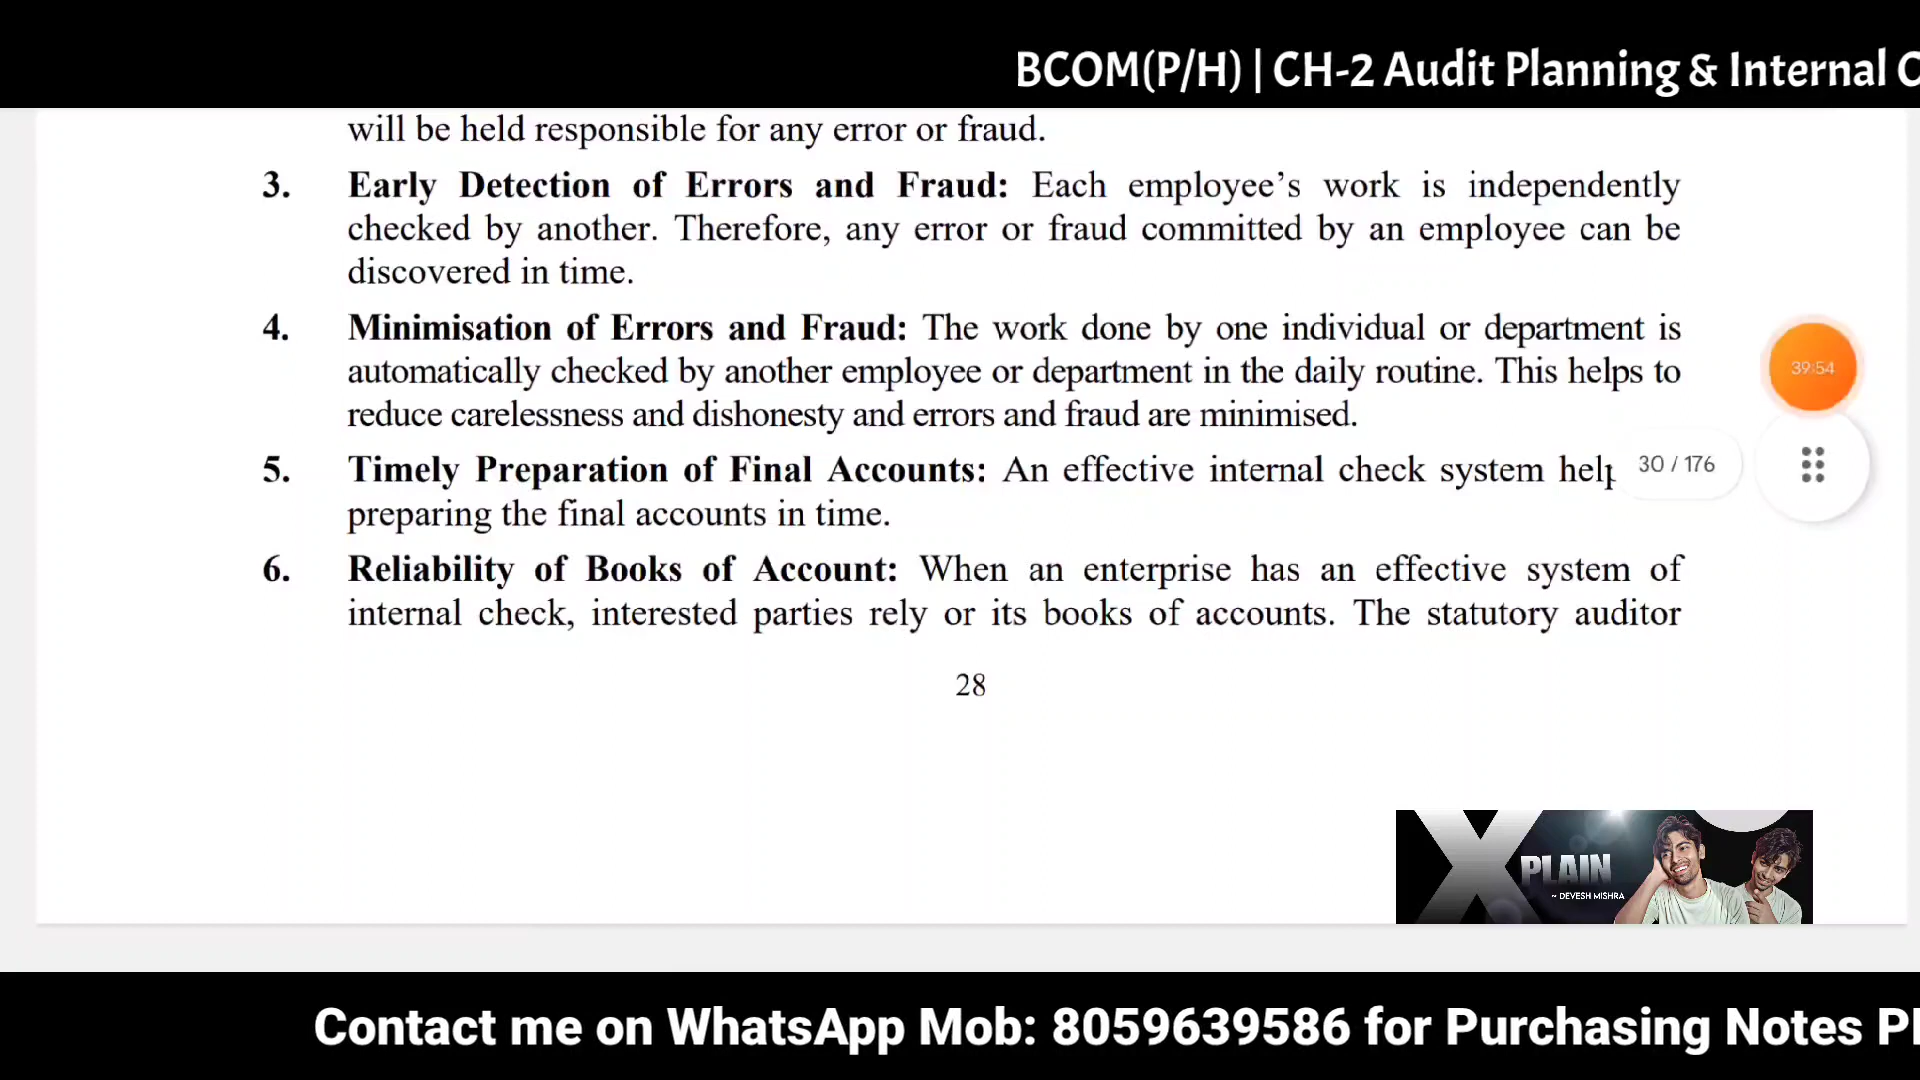 BCOM(P/H) | CH-2 Audit Planning & Internal
will be held responsible for any error or fraud.
3. Early Detection of Errors and Fraud: Each employee’s work is independently
checked by another. Therefore, any error or fraud committed by an employee can be
discovered in time.
4. Minimisation of Errors and Fraud: The work done by one individual or department is
automatically checked by another employee or department in the daily routine. This helps to
reduce carelessness and dishonesty and errors and fraud are minimised.
5. Timely Preparation of Final Accounts: An effective internal check system help
preparing the final accounts in time.
6. Reliability of Books of Account: When an enterprise has an effective system of
internal check, interested parties rely or its books of accounts. The statutory auditor
28
39:54
30 / 176
XPLAIN
~ DEVESH MISHRA
Contact me on WhatsApp Mob: 8059639586 for Purchasing Notes